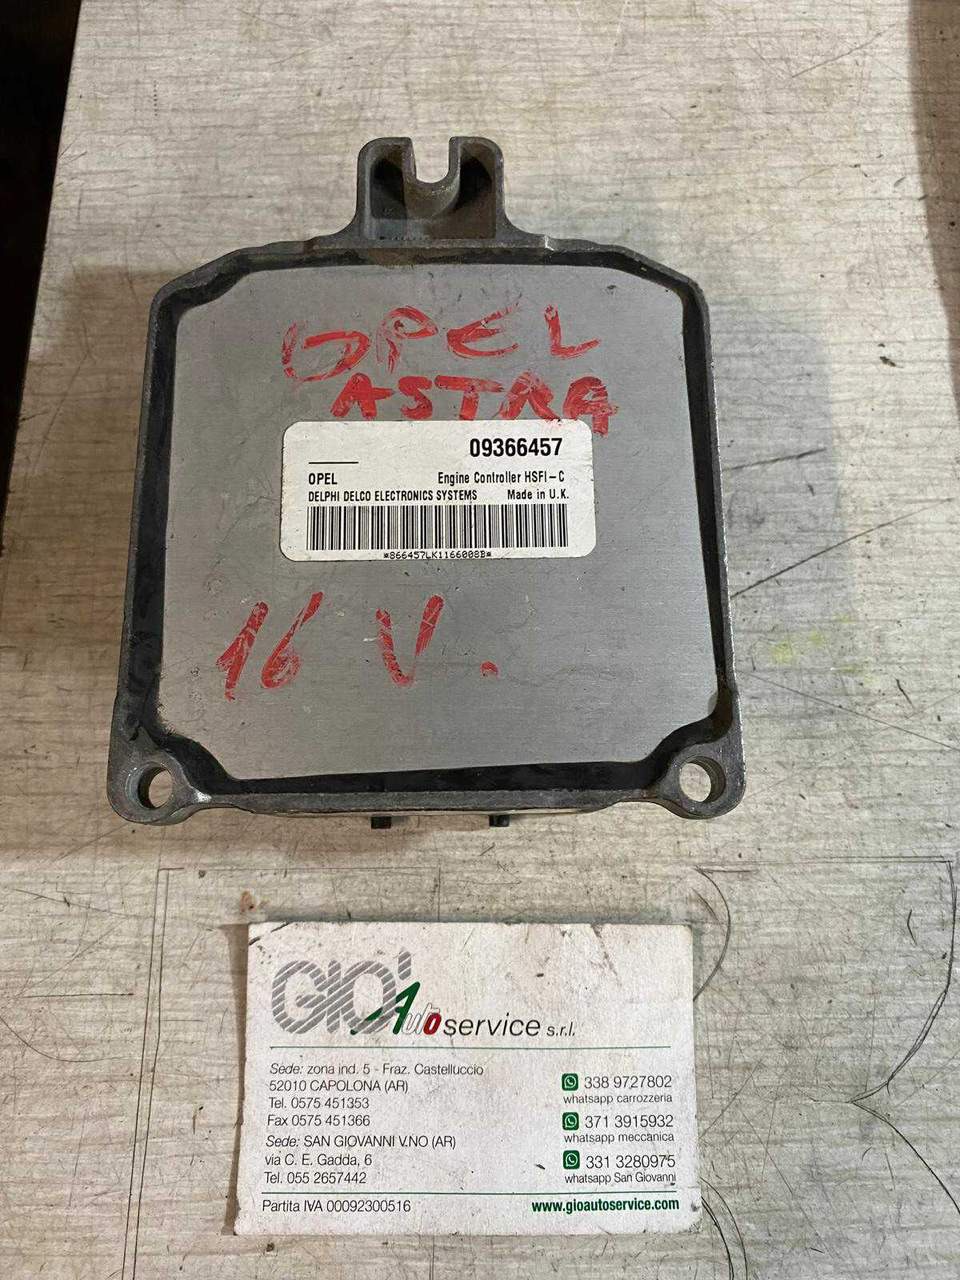 OPEL
ASTRA
09366457
OPEL Engine Controller HSFI-C
DELPHI DELCO ELECTRONICS SYSTEMS Made in U.K.
*866457LK1166008B*
16 V.
GIO' Auto service s.r.l.
Sede: zona ind. 5 - Fraz. Castelluccio
52010 CAPOLONA (AR)
Tel. 0575 451353
Fax 0575 451366
Sede: SAN GIOVANNI V.NO (AR)
via C. E. Gadda, 6
Tel. 055 2657442
338 9727802
whatsapp carrozzeria
371 3915932
whatsapp meccanica
331 3280975
whatsapp San Giovanni
Partita IVA 00092300516
www.gioautoservice.com